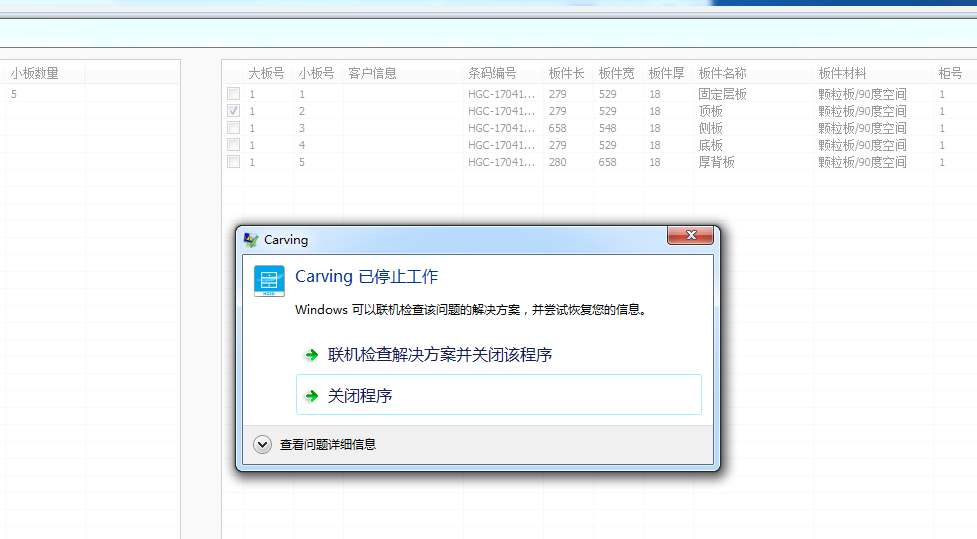 小板数量
5
大板号 小板号 客户信息 条码编号 板件长 板件宽 板件厚 板件名称 板件材料 柜号
1 1 HGC-17041... 279 529 18 固定层板 颗粒板/90度空间 1
1 2 HGC-17041... 279 529 18 顶板 颗粒板/90度空间 1
1 3 HGC-17041... 658 548 18 侧板 颗粒板/90度空间 1
1 4 HGC-17041... 279 529 18 底板 颗粒板/90度空间 1
1 5 HGC-17041... 280 658 18 厚背板 颗粒板/90度空间 1
Carving
Carving 已停止工作
Windows 可以联机检查该问题的解决方案，并尝试恢复您的信息。
联机检查解决方案并关闭该程序
关闭程序
查看问题详细信息